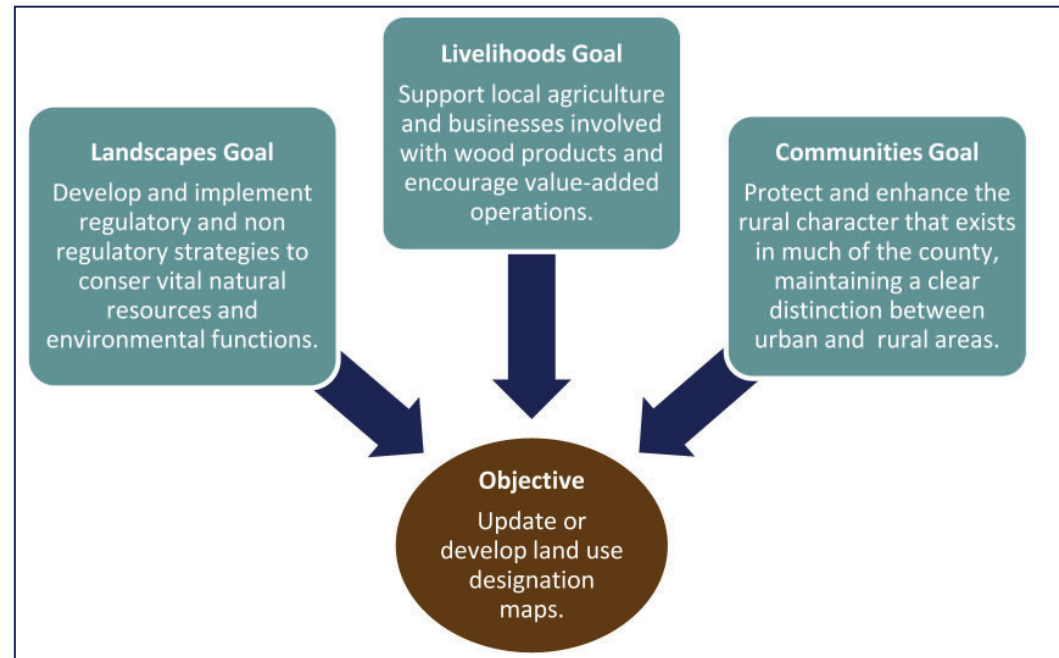 Landscapes Goal
Develop and implement
regulatory and non
regulatory strategies to
conser vital natural
resources and
environmental functions.
Livelihoods Goal
Support local agriculture
and businesses involved
with wood products and
encourage value-added
operations.
Communities Goal
Protect and enhance the
rural character that exists
in much of the county,
maintaining a clear
distinction between
urban and rural areas.
Objective
Update or
develop land use
designation
maps.